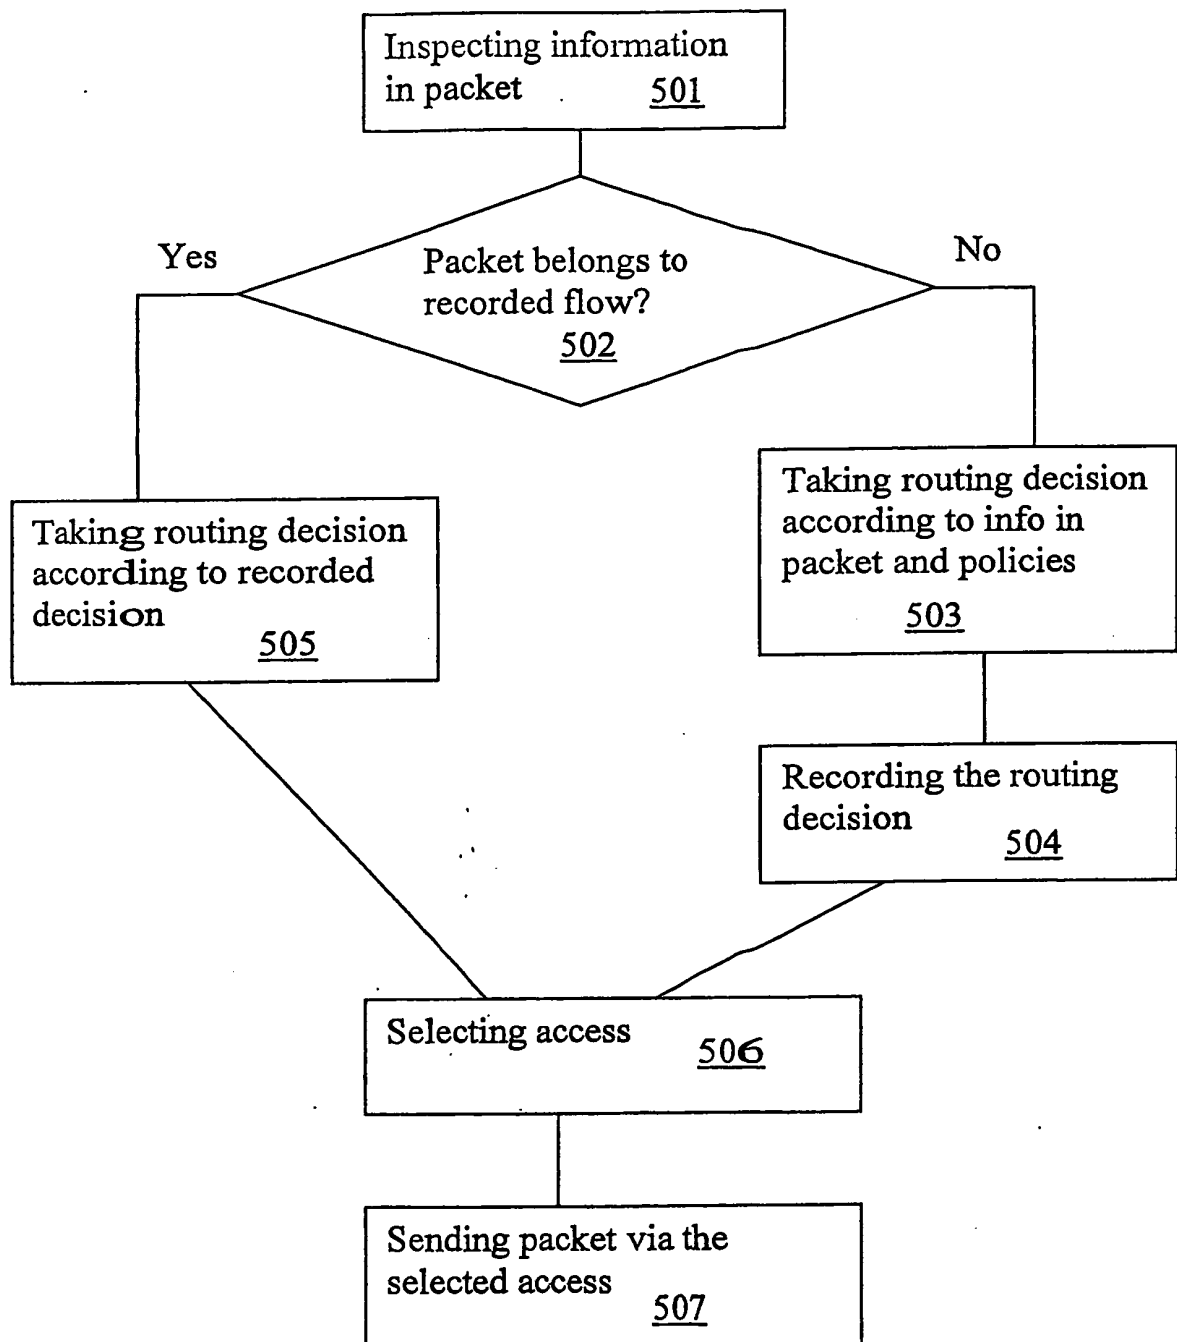 Inspecting information
in packet 501
Yes
No
Packet belongs to
recorded flow?
502
Taking routing decision
according to recorded
decision
505
Taking routing decision
according to info in
packet and policies
503
Recording the routing
decision
504
Selecting access 506
Sending packet via the
selected access
507